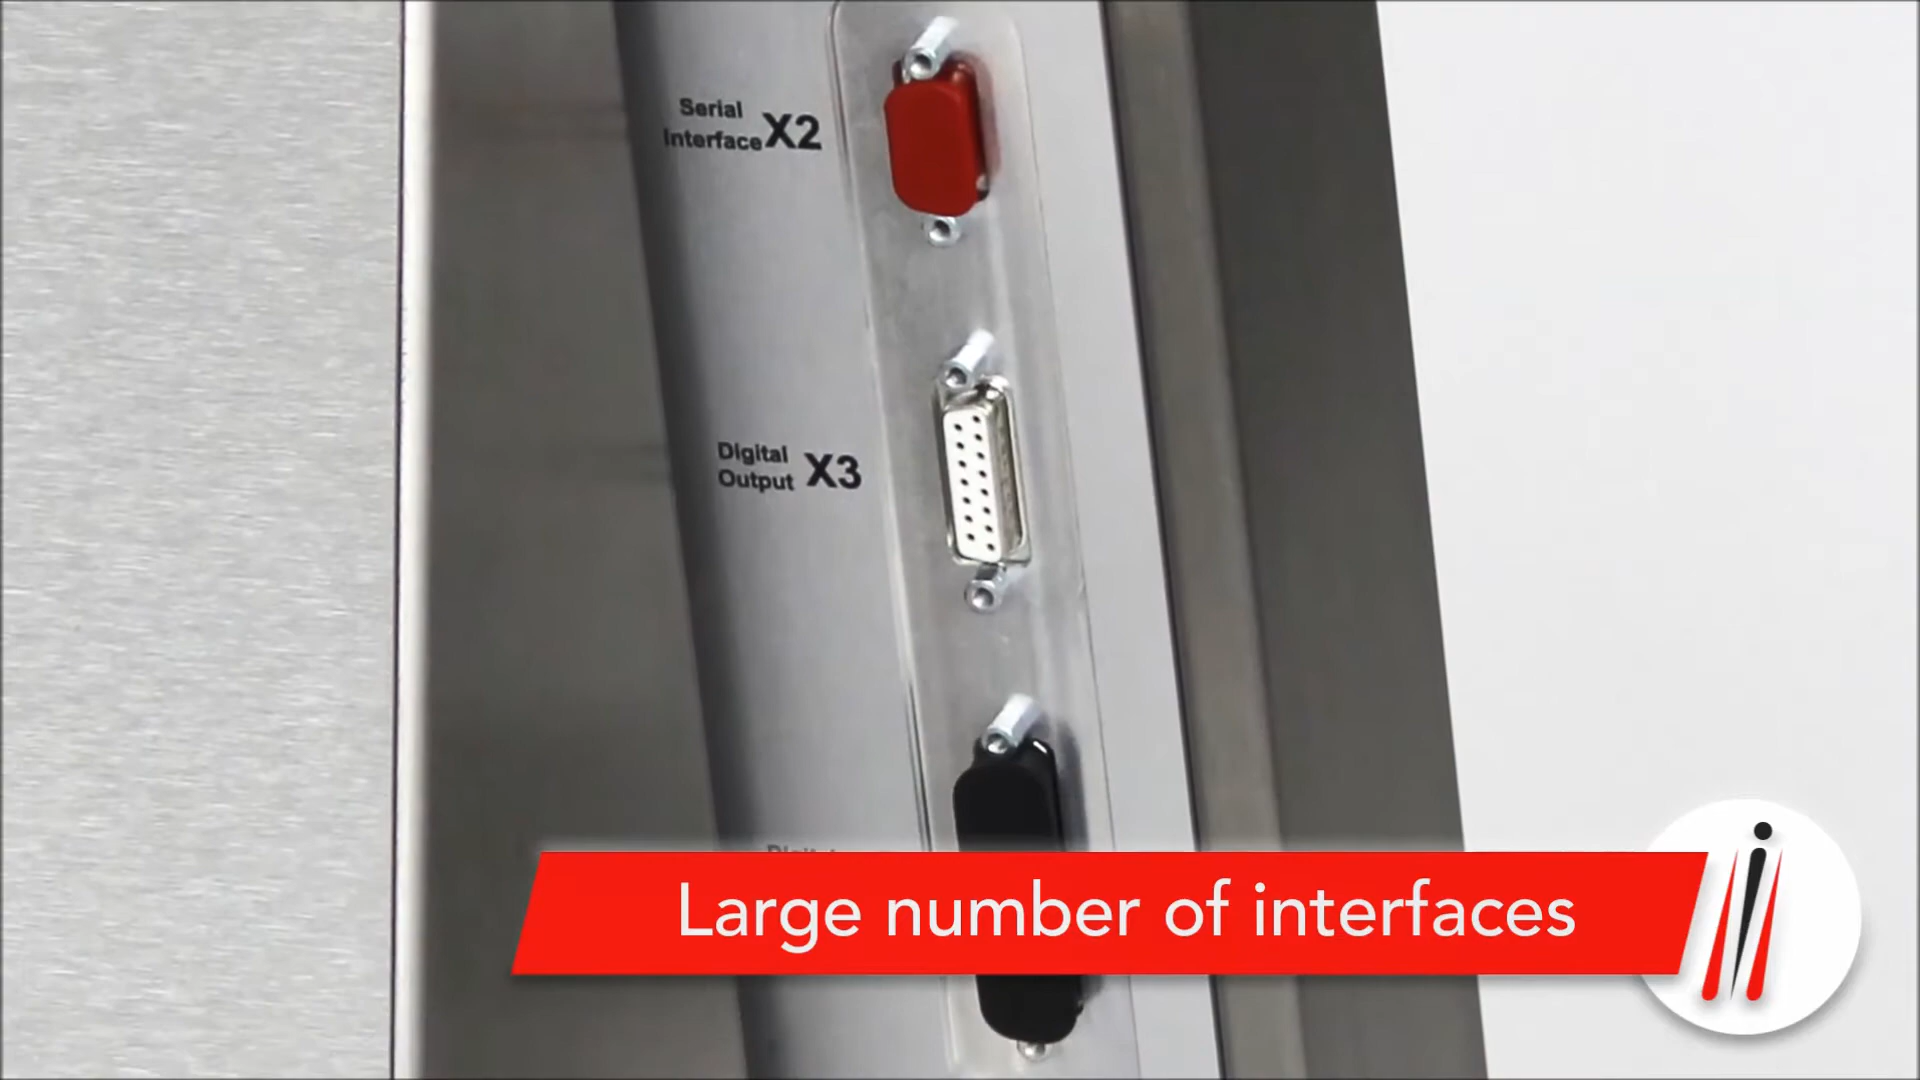 Serial
Interface X2
Digital
Output X3
Large number of interfaces